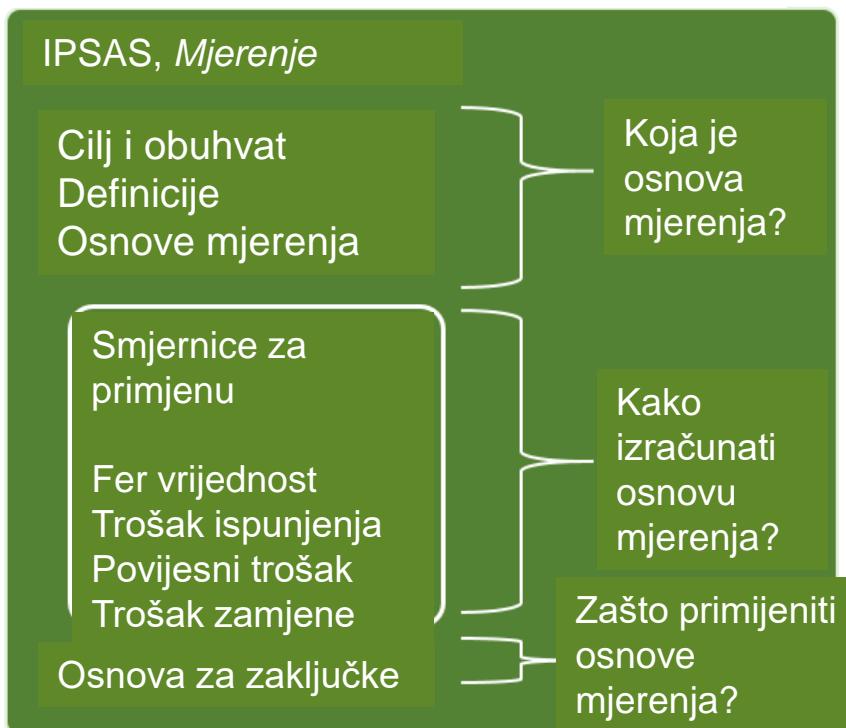 IPSAS, Mjerenje
Cilj i obuhvat
Definicije
Osnove mjerenja
Koja je
osnova
mjerenja?
Smjernice za
primjenu
Fer vrijednost
Trošak ispunjenja
Povijesni trošak
Trošak zamjene
Kako
izračunati
osnovu
mjerenja?
Osnova za zaključke
Zašto primijeniti
osnove
mjerenja?